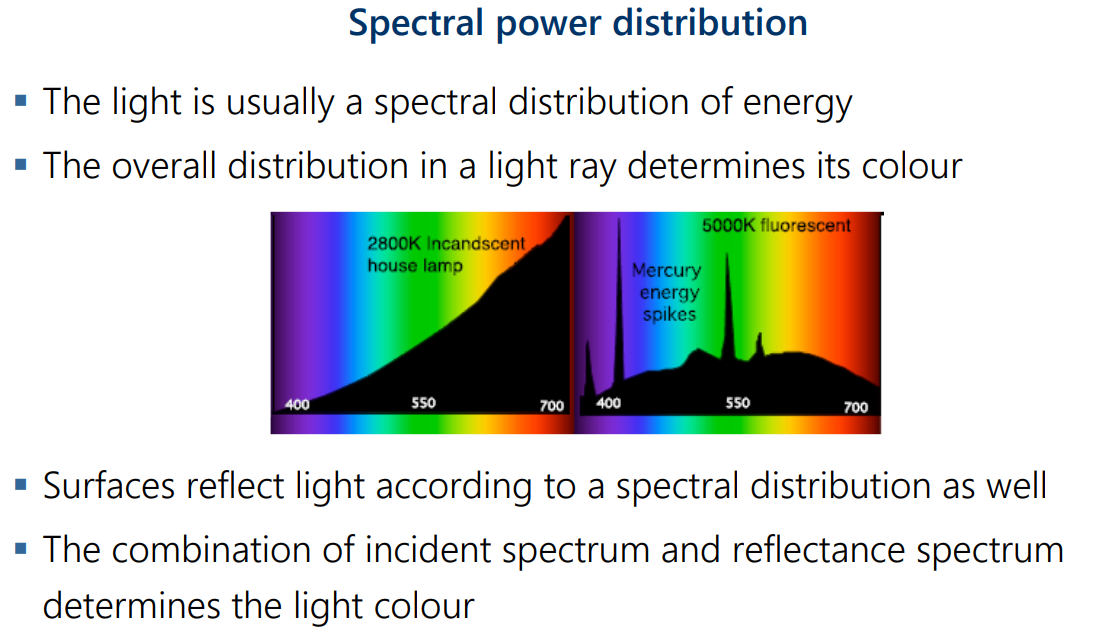 Spectral power distribution
▪ The light is usually a spectral distribution of energy
▪ The overall distribution in a light ray determines its colour
2800K Incandscent
house lamp
400 550 700
5000K fluorescent
Mercury
energy
spikes
400 550 700
▪ Surfaces reflect light according to a spectral distribution as well
▪ The combination of incident spectrum and reflectance spectrum
determines the light colour